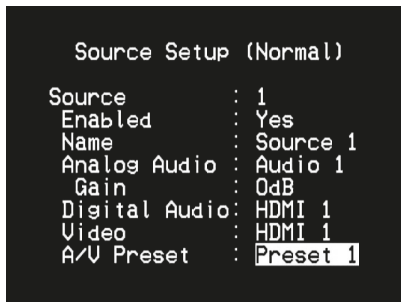 Source Setup (Normal)
Source : 1
Enabled : Yes
Name : Source 1
Analog Audio : Audio 1
Gain : 0dB
Digital Audio: HDMI 1
Video : HDMI 1
A/V Preset : Preset 1